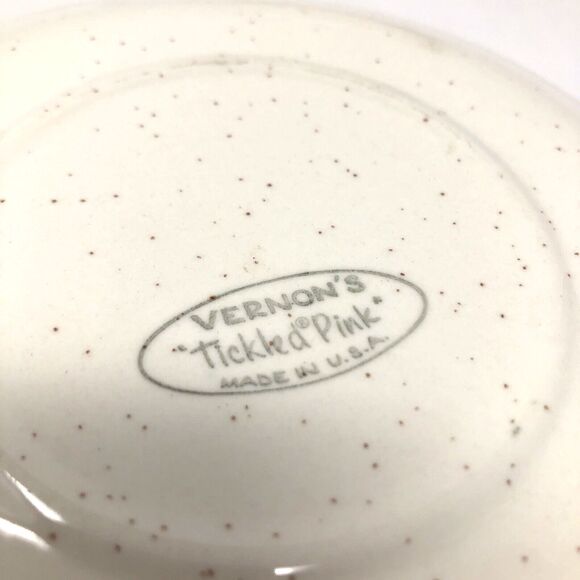 VERNON'S
"Tickled® Pink"
MADE IN U.S.A.